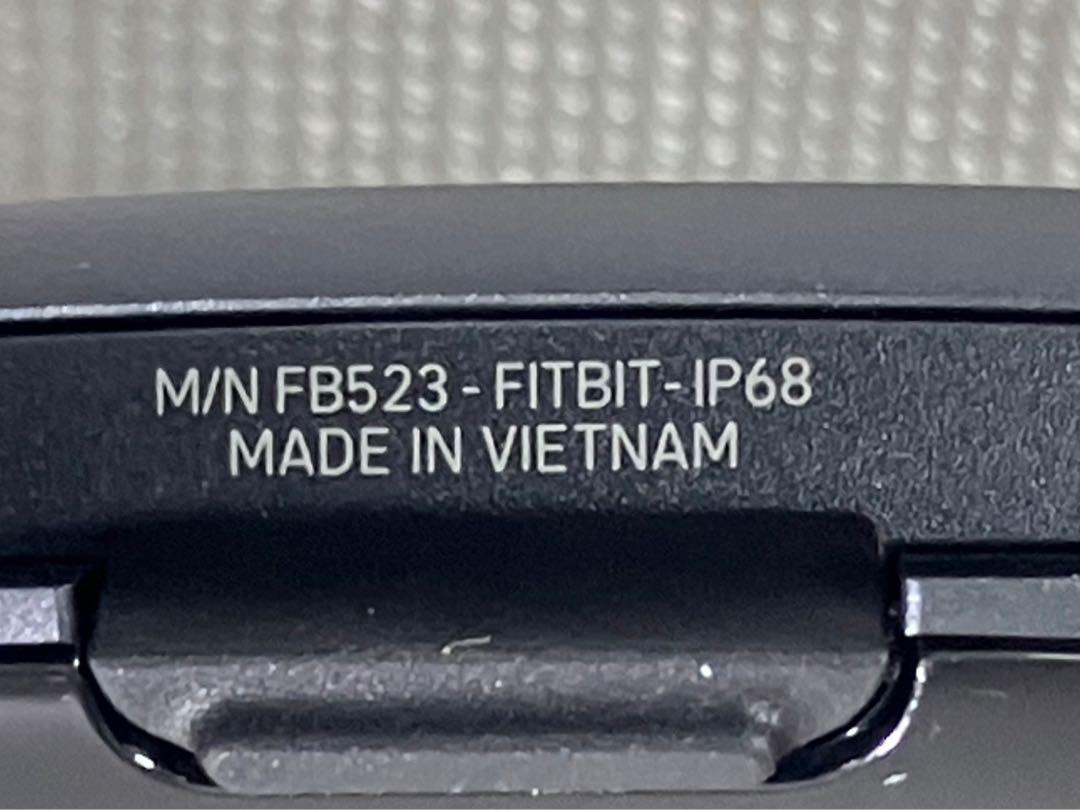 M/N FB523 - FITBIT - IP68
MADE IN VIETNAM